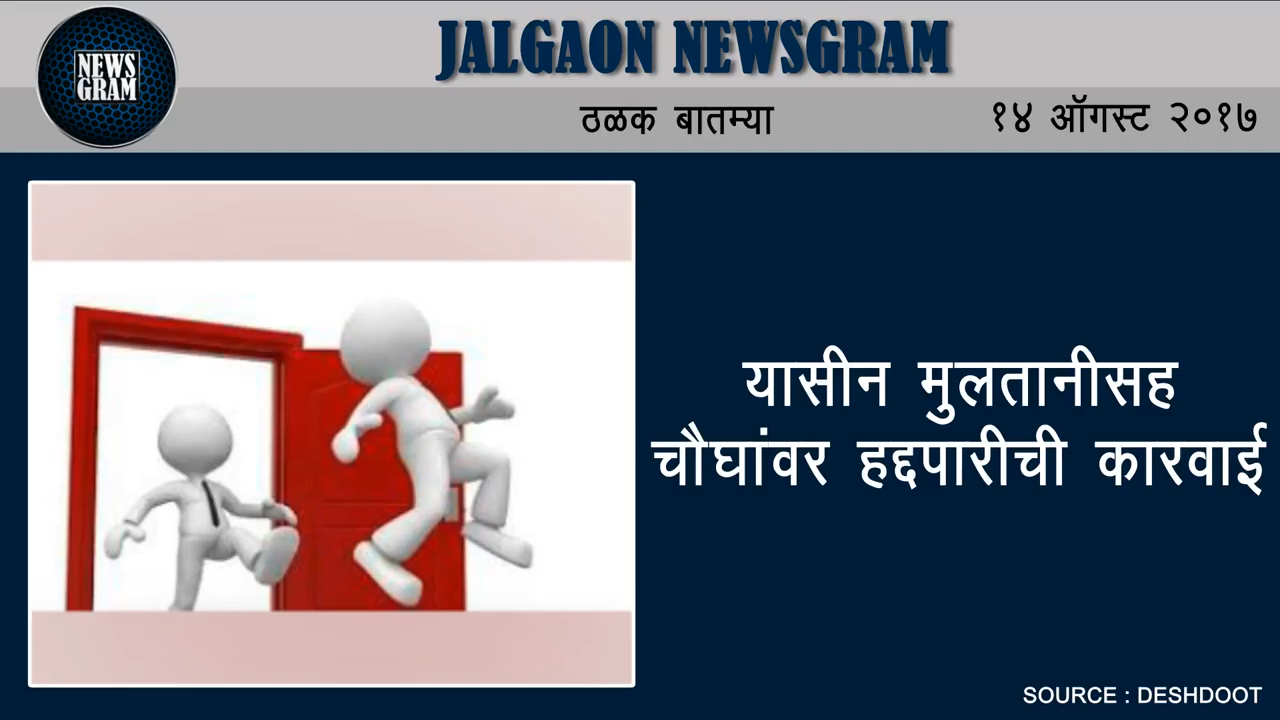 NEWS
GRAM
JALGAON NEWSGRAM
ठळक बातम्या
१४ ऑगस्ट २०१७
यासीन मुलतानीसह
चौघांवर हद्दपारीची कारवाई
SOURCE : DESHDOOT